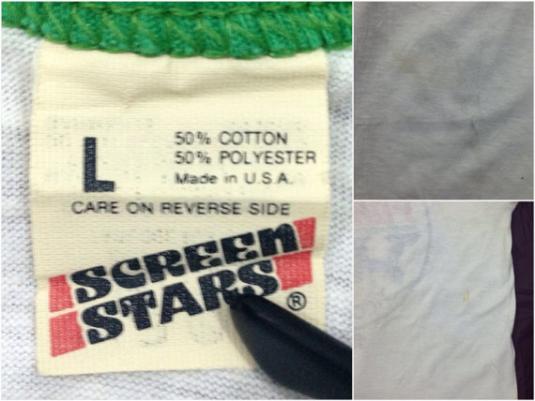 L
50% COTTON
50% POLYESTER
Made in U.S.A.
CARE ON REVERSE SIDE
SCREEN
STARS ®